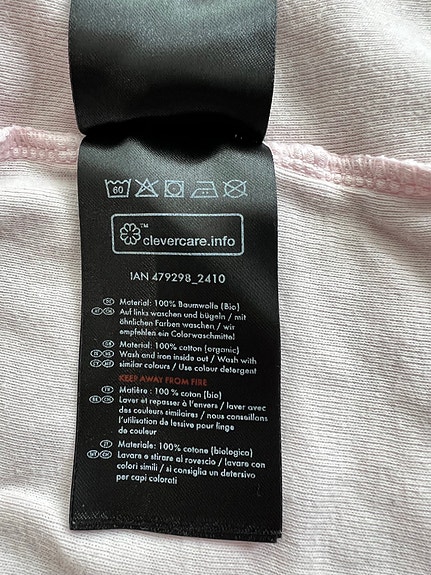 60
™
clevercare.info
IAN 479298_2410
Material: 100% Baumwolle (Bio)
Auf links waschen und bügeln / mit
ähnlichen Farben waschen / wir
empfehlen ein Colorwaschmittel
Material: 100% cotton (organic)
Wash and iron inside out / Wash with
similar colours / Use colour detergent
KEEP AWAY FROM FIRE
Matière : 100 % coton (bio)
Laver et repasser à l'envers / laver avec
des couleurs similaires / nous conseillons
l'utilisation de lessive pour linge
de couleur
Materiale: 100% cotone (biologico)
Lavare e stirare al rovescio / lavare con
colori simili / si consiglia un detersivo
per capi colorati